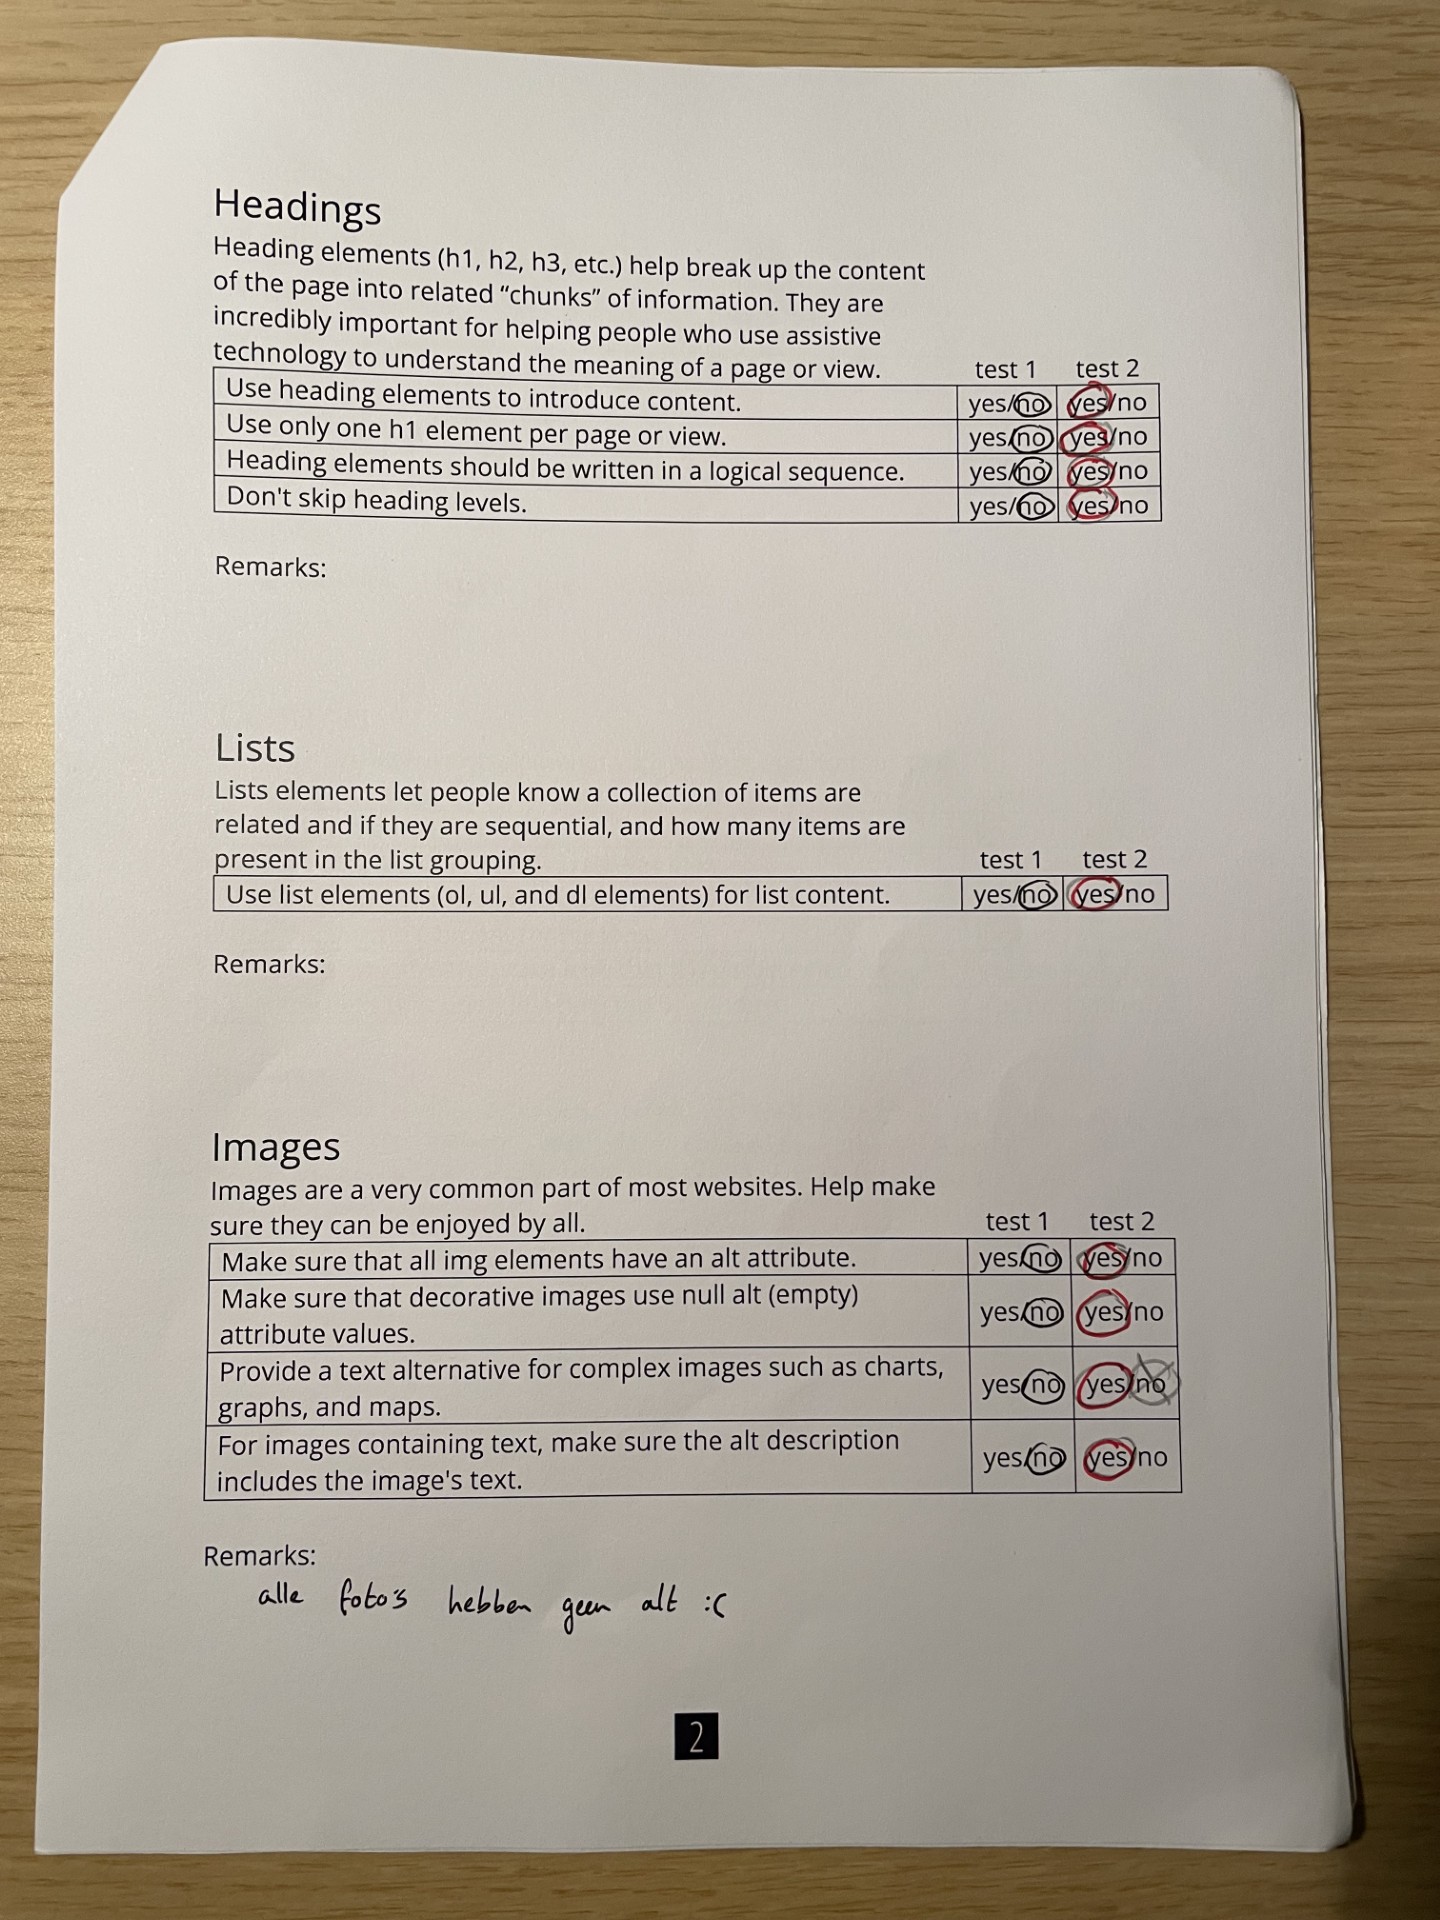 Headings
Heading elements (h1, h2, h3, etc.) help break up the content
of the page into related “chunks” of information. They are
incredibly important for helping people who use assistive
technology to understand the meaning of a page or view. test 1 test 2
Use heading elements to introduce content. yes/no yes/no
Use only one h1 element per page or view. yes/no yes/no
Heading elements should be written in a logical sequence. yes/no yes/no
Don't skip heading levels. yes/no yes/no
Remarks:
Lists
Lists elements let people know a collection of items are
related and if they are sequential, and how many items are
present in the list grouping. test 1 test 2
Use list elements (ol, ul, and dl elements) for list content. yes/no yes/no
Remarks:
Images
Images are a very common part of most websites. Help make
sure they can be enjoyed by all. test 1 test 2
Make sure that all img elements have an alt attribute. yes/no yes/no
Make sure that decorative images use null alt (empty)
attribute values. yes/no yes/no
Provide a text alternative for complex images such as charts,
graphs, and maps. yes/no yes/no
For images containing text, make sure the alt description
includes the image's text. yes/no yes/no
Remarks:
alle foto's hebben geen alt :(
2